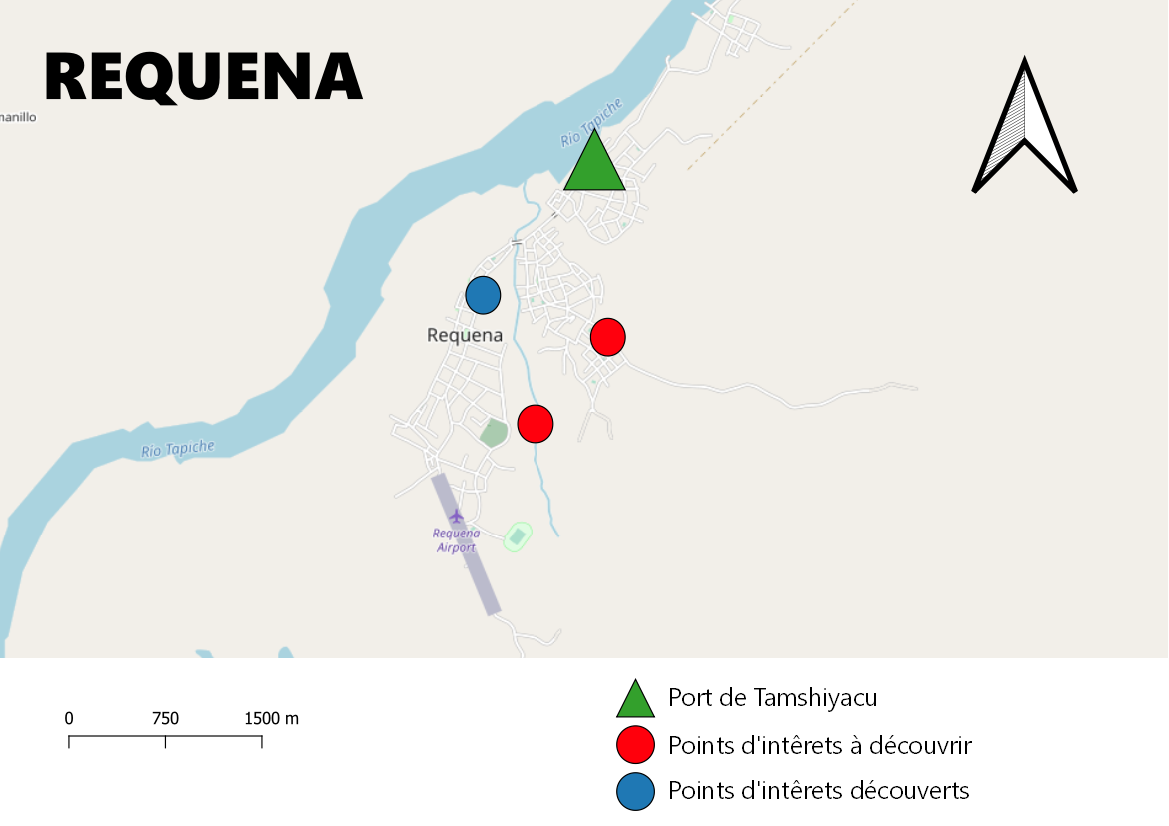 REQUENA
manillo
Rio Tapiche
Requena
Rio Tapiche
Requena
Airport
0 750 1500 m
Port de Tamshiyacu
Points d'intêrets à découvrir
Points d'intêrets découverts